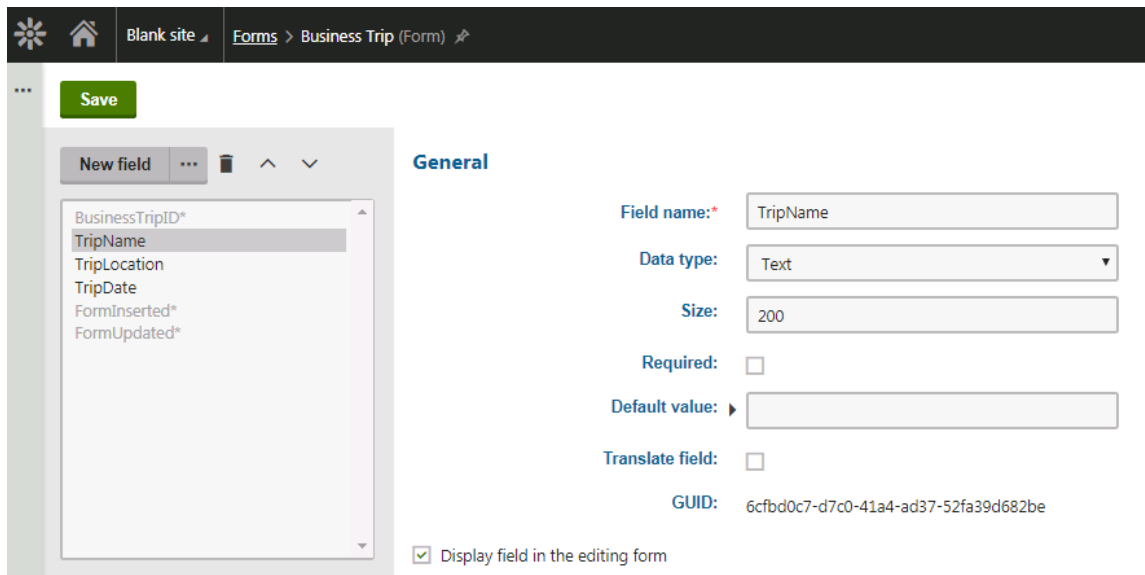 Blank site Forms > Business Trip (Form)
...
Save
New field ...
BusinessTripID*
TripName
TripLocation
TripDate
FormInserted*
FormUpdated*
General
Field name:* TripName
Data type: Text
Size: 200
Required:
Default value:
Translate field:
GUID: 6cfbd0c7-d7c0-41a4-ad37-52fa39d682be
Display field in the editing form